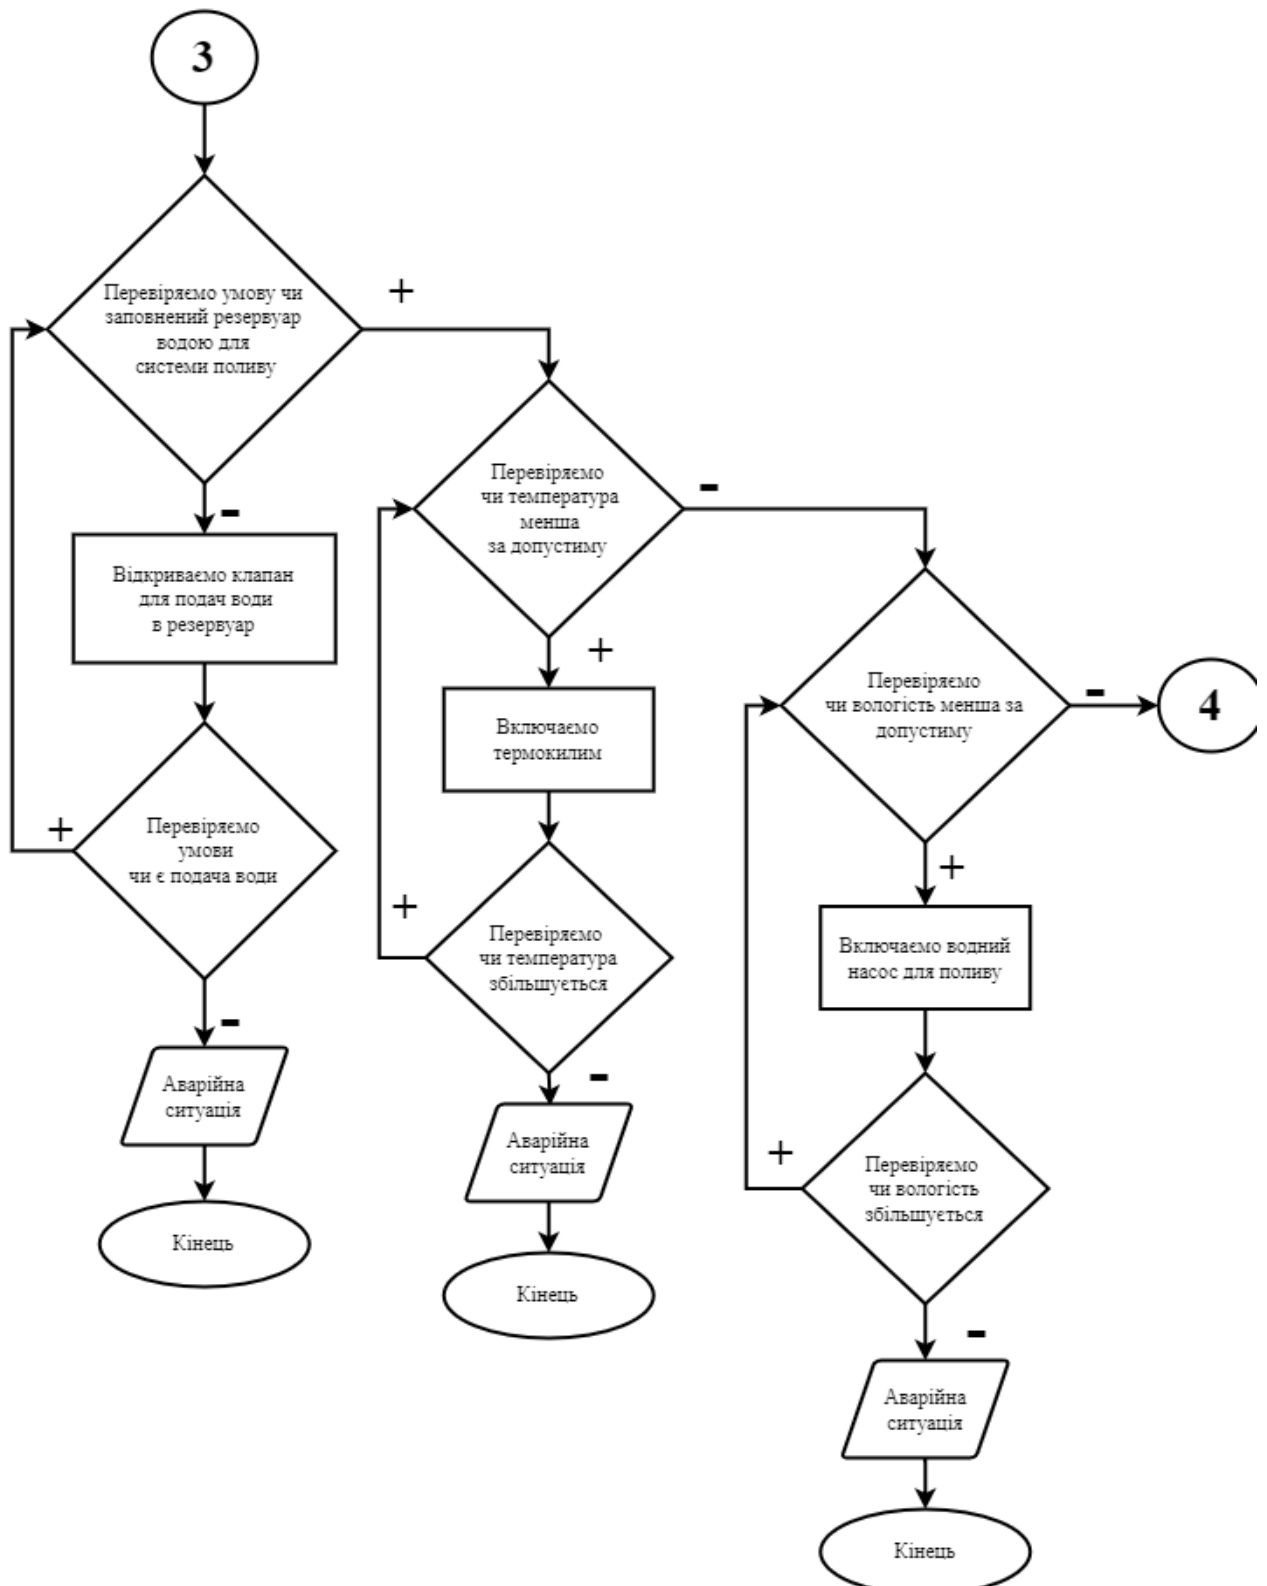 3
Перевіряємо умову чи
заповнений резервуар
водою для
системи поливу
+
-
Відкриваємо клапан
для подач води
в резервуар
Перевіряємо
умови
чи є подача води
+
-
Аварійна
ситуація
Кінець
Перевіряємо
чи температура
менша
за допустиму
-
+
Включаємо
термокилим
Перевіряємо
чи температура
збільшується
+
-
Аварійна
ситуація
Кінець
Перевіряємо
чи вологість менша за
допустиму
-
4
+
Включаємо водний
насос для поливу
Перевіряємо
чи вологість
збільшується
+
-
Аварійна
ситуація
Кінець